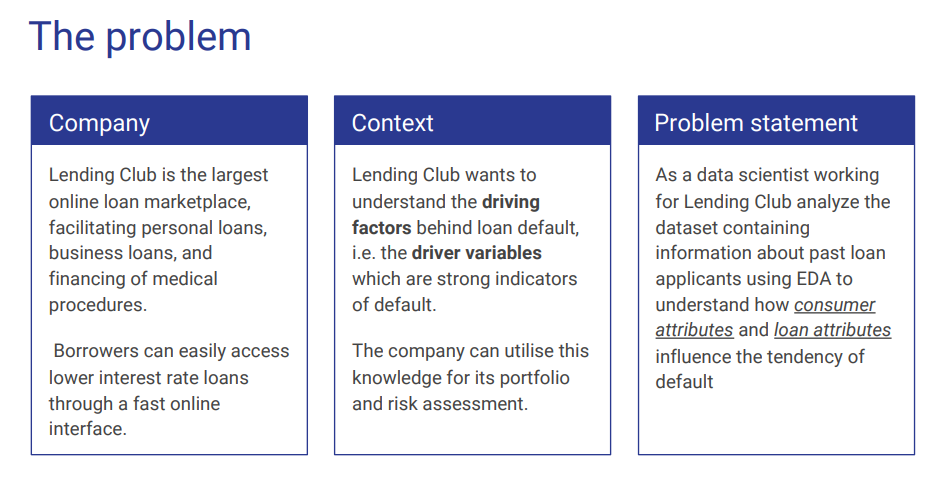 The problem
Company
Lending Club is the largest
online loan marketplace,
facilitating personal loans,
business loans, and
financing of medical
procedures.
Borrowers can easily access
lower interest rate loans
through a fast online
interface.
Context
Lending Club wants to
understand the driving
factors behind loan default,
i.e. the driver variables
which are strong indicators
of default.
The company can utilise this
knowledge for its portfolio
and risk assessment.
Problem statement
As a data scientist working
for Lending Club analyze the
dataset containing
information about past loan
applicants using EDA to
understand how consumer
attributes and loan attributes
influence the tendency of
default